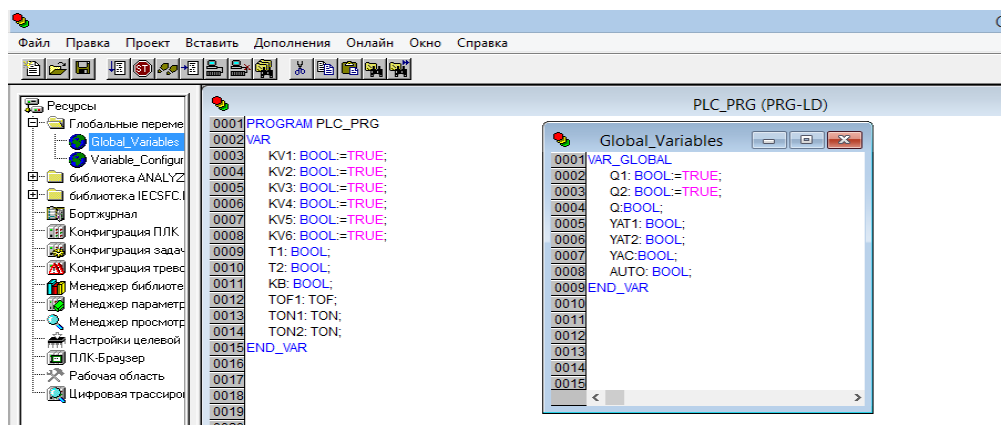 Файл Правка Проект Вставить Дополнения Онлайн Окно Справка
Ресурсы
Глобальные переме
Global_Variables
Variable_Configur
библиотека ANALYZ
библиотека IECSFC.l
Бортжурнал
Конфигурация ПЛК
Конфигурация задач
Конфигурация трево
Менеджер библиоте
Менеджер параметр
Менеджер просмотр
Настройки целевой
ПЛК-Браузер
Рабочая область
Цифровая трассиро
PLC_PRG (PRG-LD)
0001 PROGRAM PLC_PRG
0002 VAR
0003 KV1: BOOL:=TRUE;
0004 KV2: BOOL:=TRUE;
0005 KV3: BOOL:=TRUE;
0006 KV4: BOOL:=TRUE;
0007 KV5: BOOL:=TRUE;
0008 KV6: BOOL:=TRUE;
0009 T1: BOOL;
0010 T2: BOOL;
0011 KB: BOOL;
0012 TOF1: TOF;
0013 TON1: TON;
0014 TON2: TON;
0015 END_VAR
0016
0017
0018
0019
Global_Variables
0001 VAR_GLOBAL
0002 Q1: BOOL:=TRUE;
0003 Q2: BOOL:=TRUE;
0004 Q:BOOL;
0005 YAT1: BOOL;
0006 YAT2: BOOL;
0007 YAC:BOOL;
0008 AUTO: BOOL;
0009 END_VAR
0010
0011
0012
0013
0014
0015